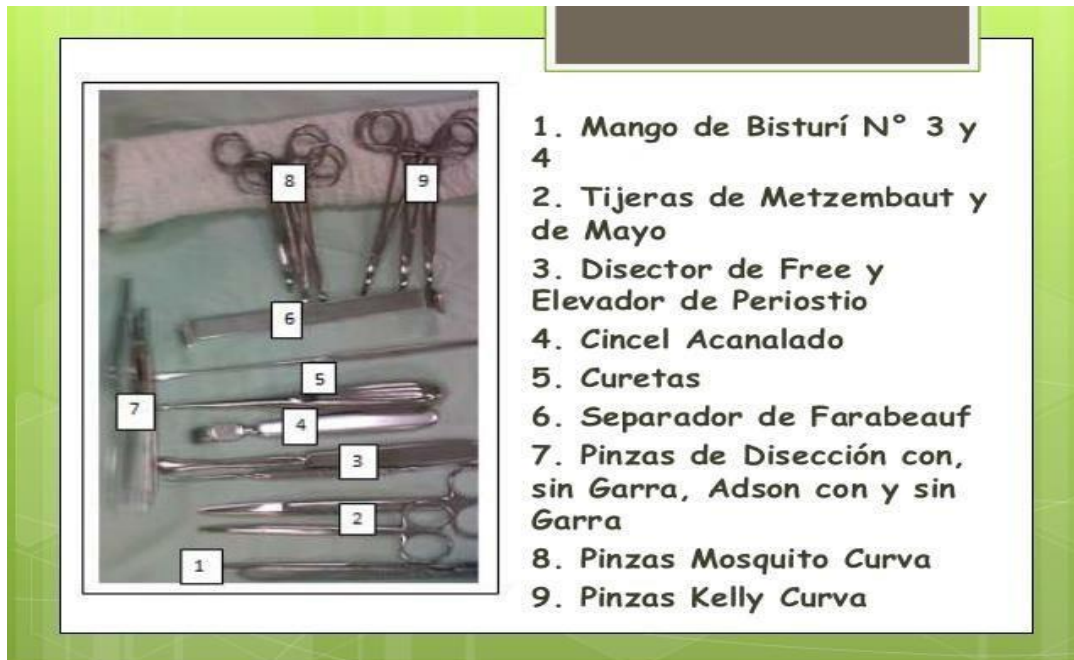 8
9
6
5
7
4
3
2
1
1. Mango de Bisturí N° 3 y
4
2. Tijeras de Metzembaut y
de Mayo
3. Disector de Free y
Elevador de Periostio
4. Cincel Acanalado
5. Curetas
6. Separador de Farabeauf
7. Pinzas de Disección con,
sin Garra, Adson con y sin
Garra
8. Pinzas Mosquito Curva
9. Pinzas Kelly Curva